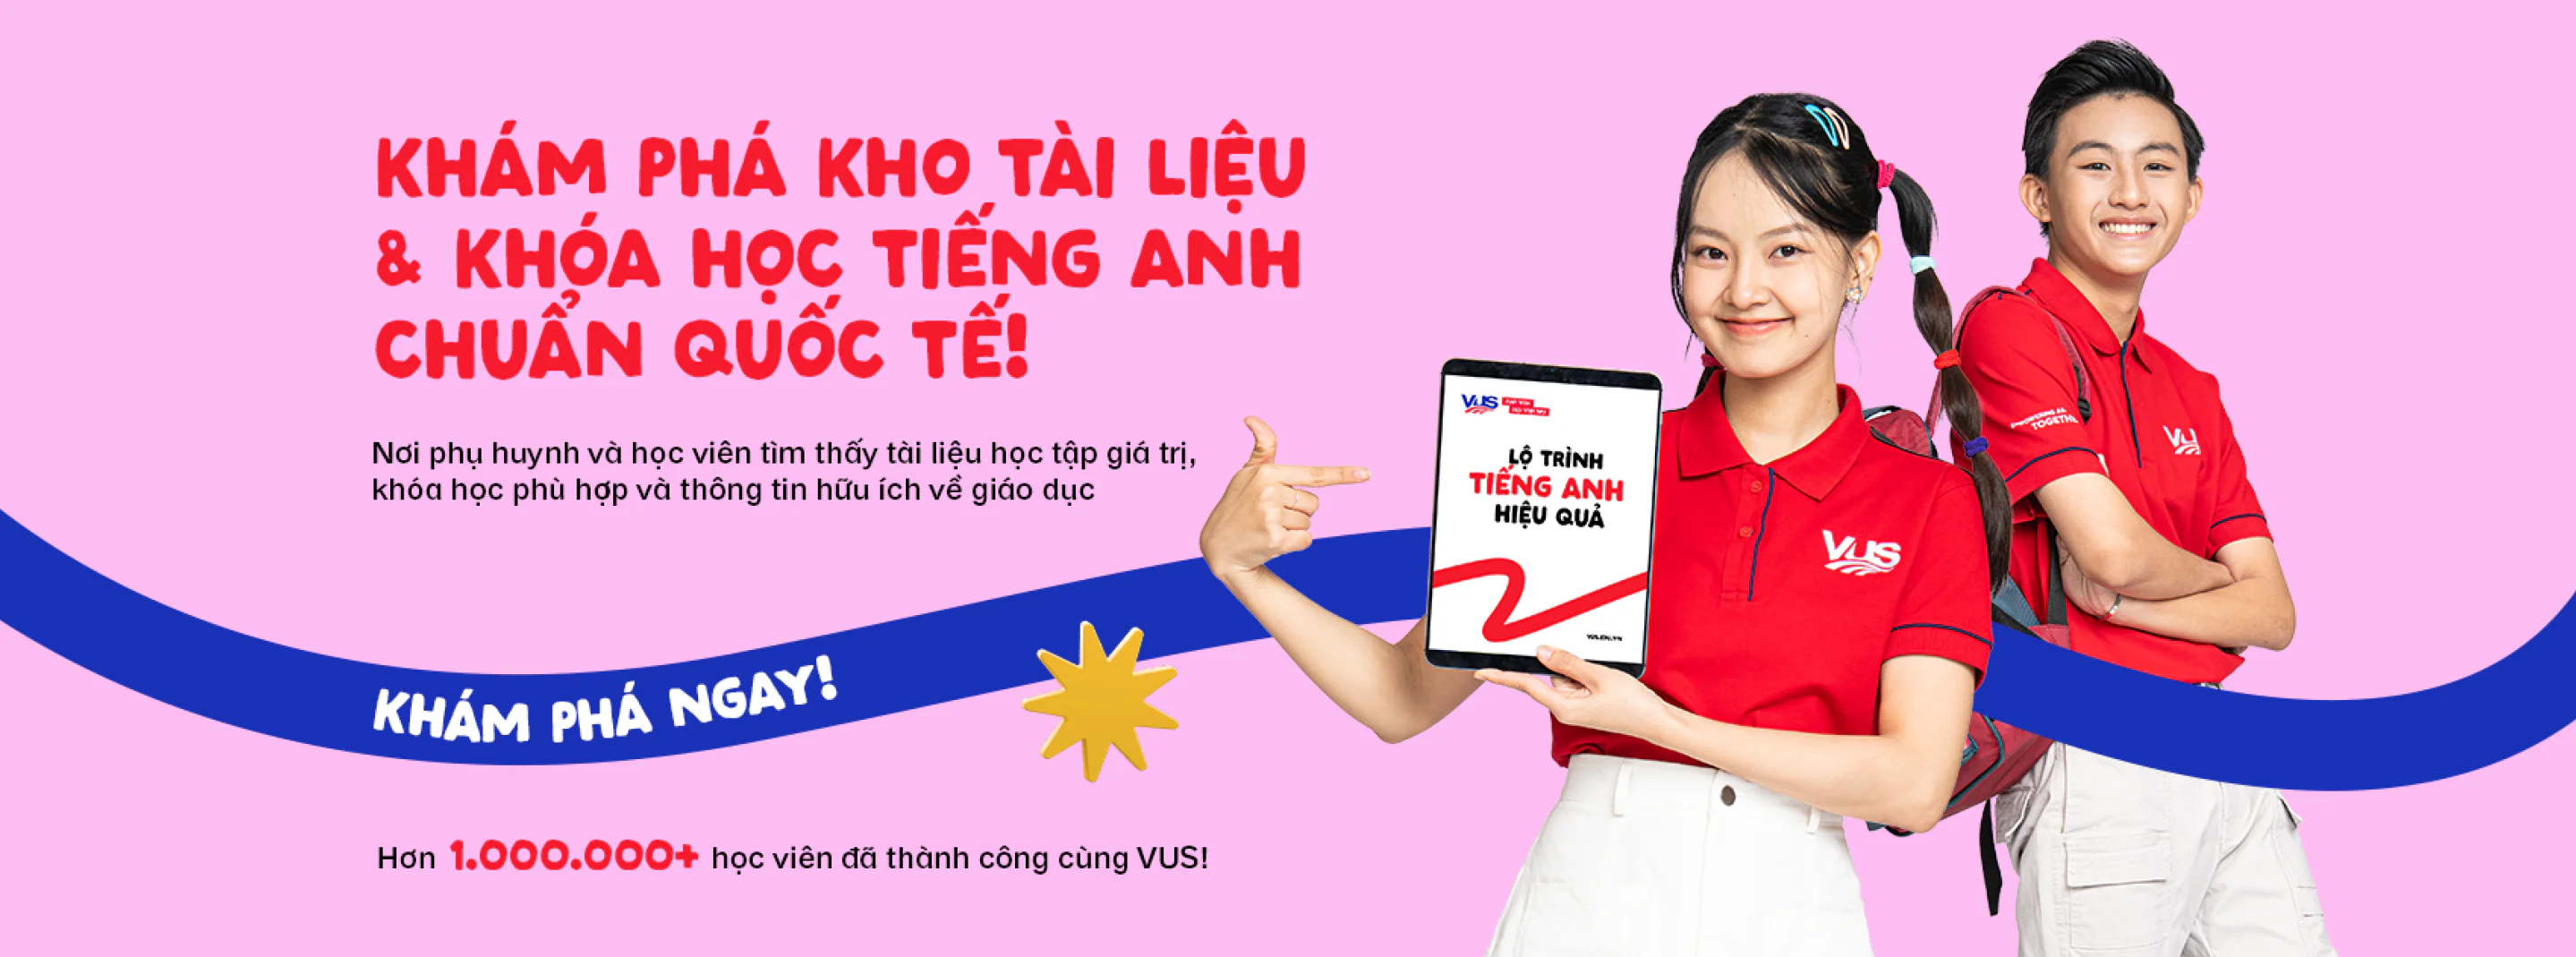 KHÁM PHÁ KHO TÀI LIỆU
& KHÓA HỌC TIẾNG ANH
CHUẨN QUỐC TẾ!
Nơi phụ huynh và học viên tìm thấy tài liệu học tập giá trị,
khóa học phù hợp và thông tin hữu ích về giáo dục
KHÁM PHÁ NGAY!
Hơn 1.000.000+ học viên đã thành công cùng VUS!
VUS
LỘ TRÌNH
TIẾNG ANH
HIỆU QUẢ
VUS
TOGETHER
VUS